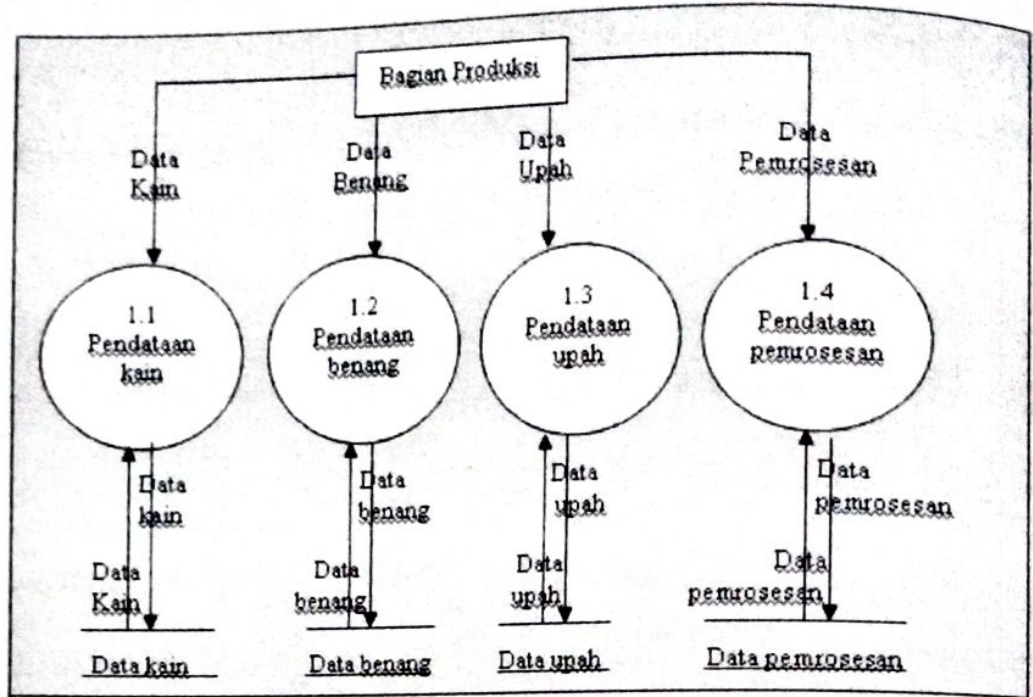 Bagian Produksi
Data
Kain
Data
Benang
Data
Upah
Data
Pemrosesan
1.1
Pendataan
kain
1.2
Pendataan
benang
1.3
Pendataan
upah
1.4
Pendataan
pemrosesan
Data
kain
Data
benang
Data
upah
Data
pemrosesan
Data
Kain
Data
benang
Data
upah
Data
pemrosesan
Data kain
Data benang
Data upah
Data pemrosesan